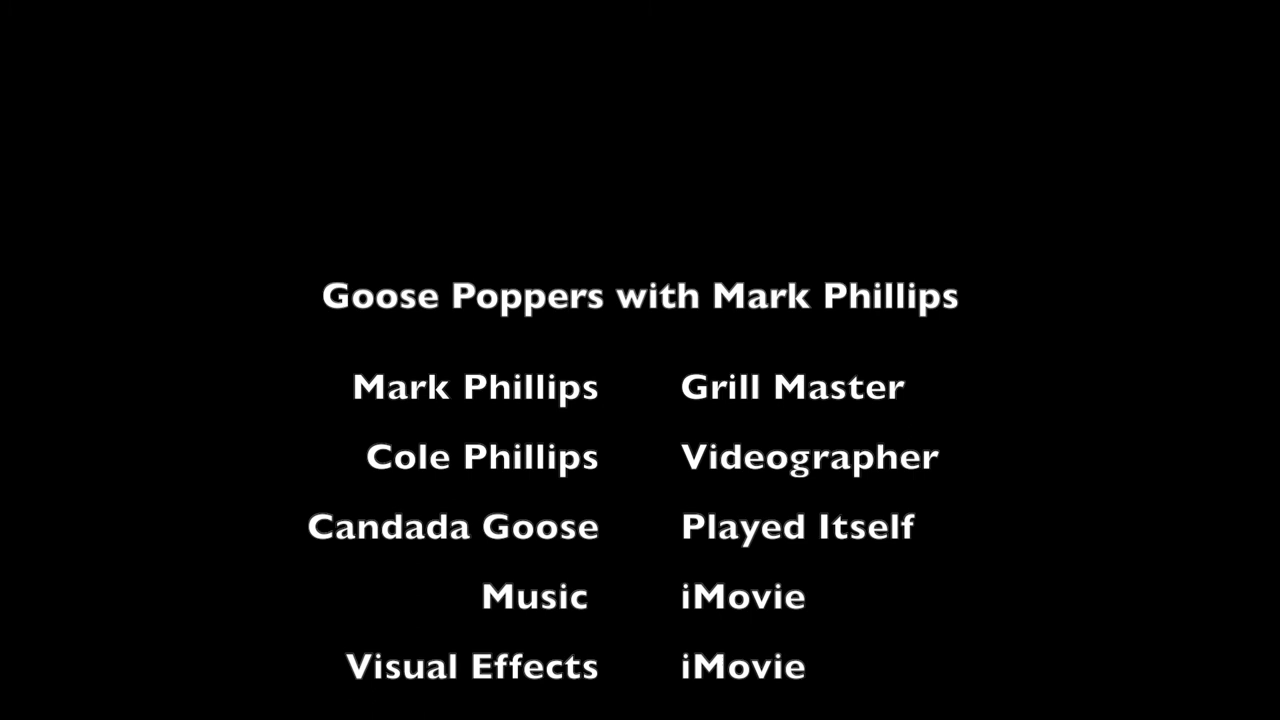 Goose Poppers with Mark Phillips
Mark Phillips Grill Master
Cole Phillips Videographer
Candada Goose Played Itself
Music iMovie
Visual Effects iMovie